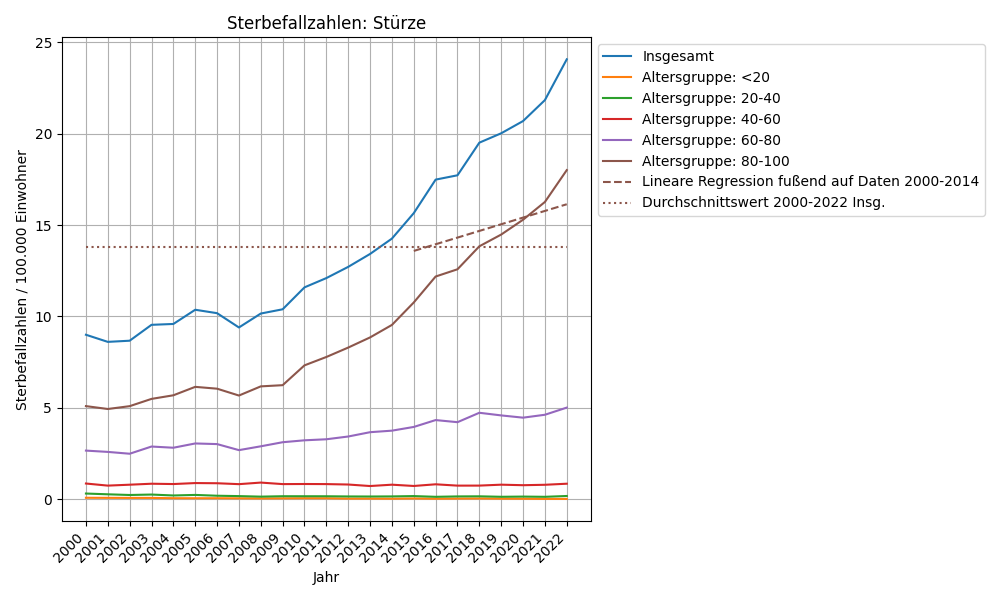 Sterbefallzahlen: Stürze
Sterbefallzahlen / 100.000 Einwohner
25
20
15
10
5
0
2000
2001
2002
2003
2004
2005
2006
2007
2008
2009
2010
2011
2012
2013
2014
2015
2016
2017
2018
2019
2020
2021
2022
Jahr
Insgesamt
Altersgruppe: <20
Altersgruppe: 20-40
Altersgruppe: 40-60
Altersgruppe: 60-80
Altersgruppe: 80-100
Lineare Regression fußend auf Daten 2000-2014
Durchschnittswert 2000-2022 Insg.